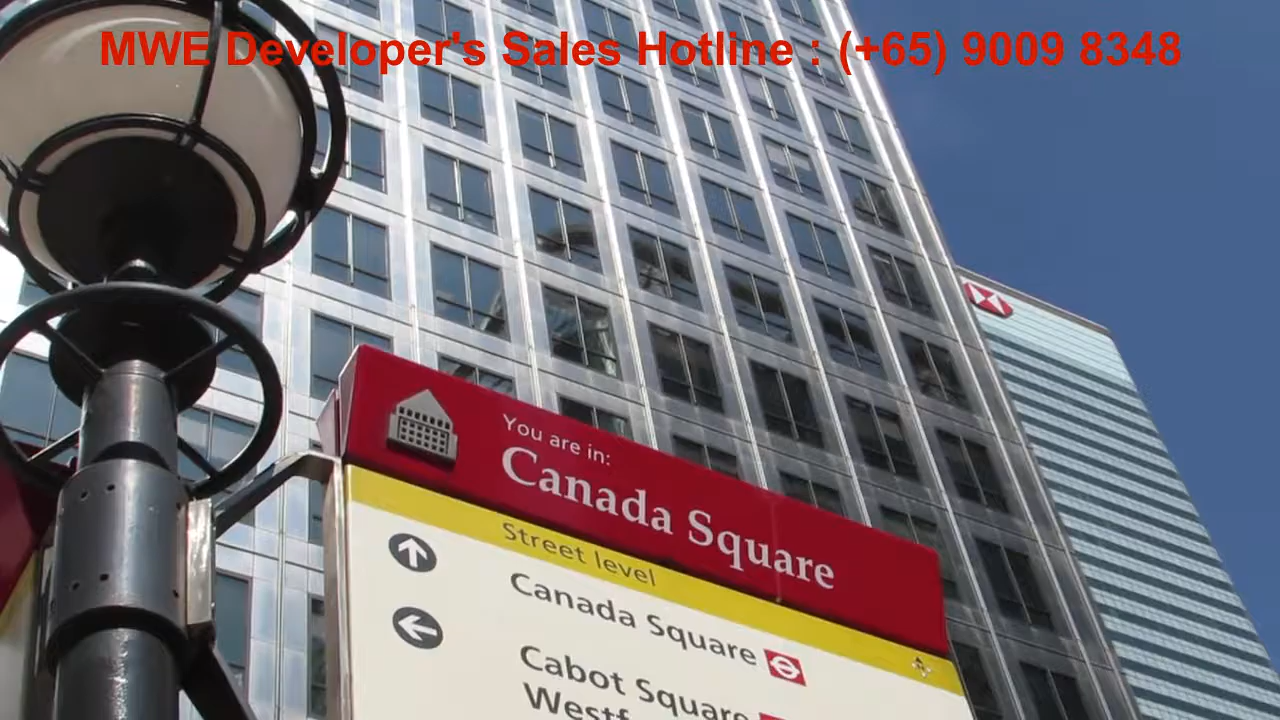 MWE Developer's Sales Hotline : (+65) 9009 8348
You are in:
Canada Square
Street level
Canada Square
Cabot Square